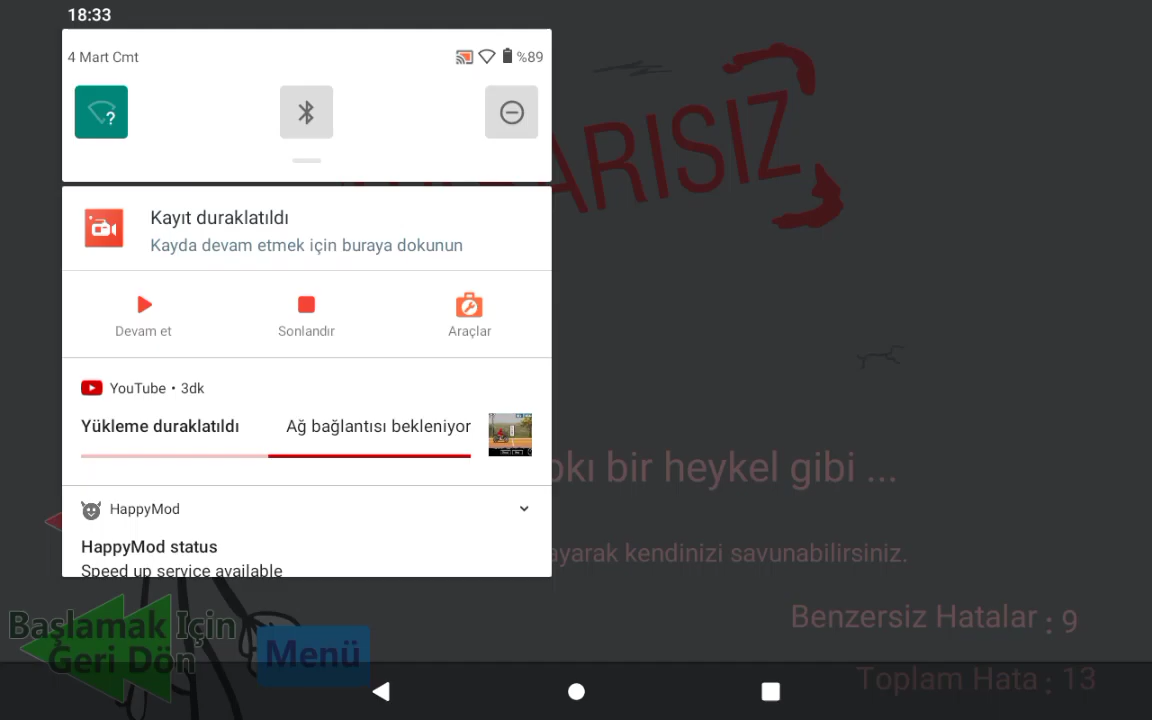 18:33
4 Mart Cmt
%89
?
ARISIZ
Kayıt duraklatıldı
Kayda devam etmek için buraya dokunun
Devam et
Sonlandır
Araçlar
YouTube • 3dk
Yükleme duraklatıldı
Ağ bağlantısı bekleniyor
bir heykel gibi ...
HappyMod
HappyMod status
Speed up service available
kendinizi savunabilirsiniz.
Başlamak İçin
Geri Dön
Menü
Benzersiz Hatalar : 9
Toplam Hata : 13